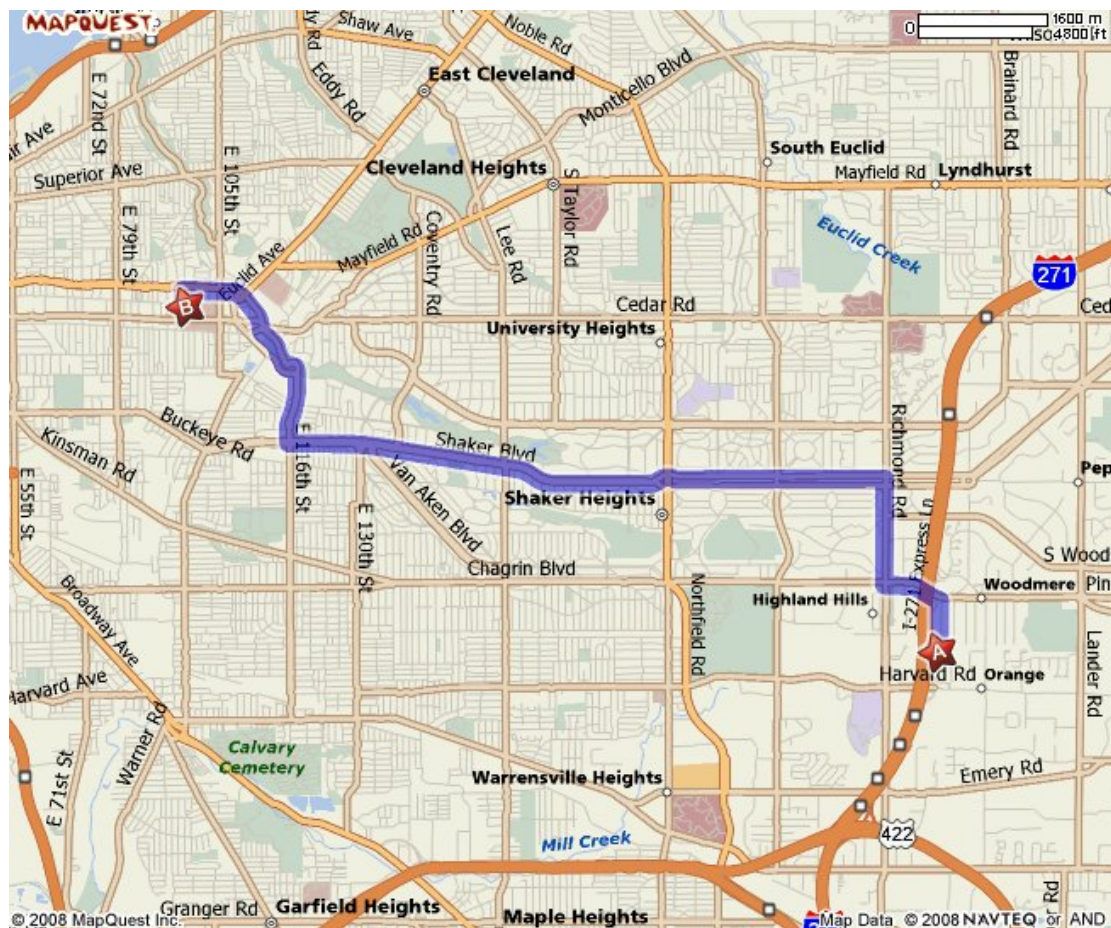 MAPQUEST
0
1600 m
4800 ft
Shaw Ave
Noble Rd
Eddy Rd
East Cleveland
Monticello Blvd
Brainard Rd
E 72nd St
Superior Ave
E 105th St
Cleveland Heights
South Euclid
Mayfield Rd
Lyndhurst
S Taylor Rd
E 79th St
Euclid Ave
Mayfield Rd
Coventry Rd
Lee Rd
Euclid Creek
271
B
Cedar Rd
Ced
University Heights
Buckeye Rd
Kinsman Rd
E 116th St
Shaker Blvd
Richmond Rd
Van Aken Blvd
Shaker Heights
Pep
E 55th St
E 130th St
I-271 Express Ln
S Wood
Chagrin Blvd
Woodmere
Pin
Highland Hills
Broadway Ave
Northfield Rd
Lander Rd
A
Harvard Rd
Orange
Harvard Ave
Warner Rd
Calvary
Cemetery
E 71st St
Warrensville Heights
Emery Rd
Mill Creek
422
Granger Rd
Garfield Heights
Maple Heights
© 2008 MapQuest Inc.
Map Data © 2008 NAVTEQ or AND